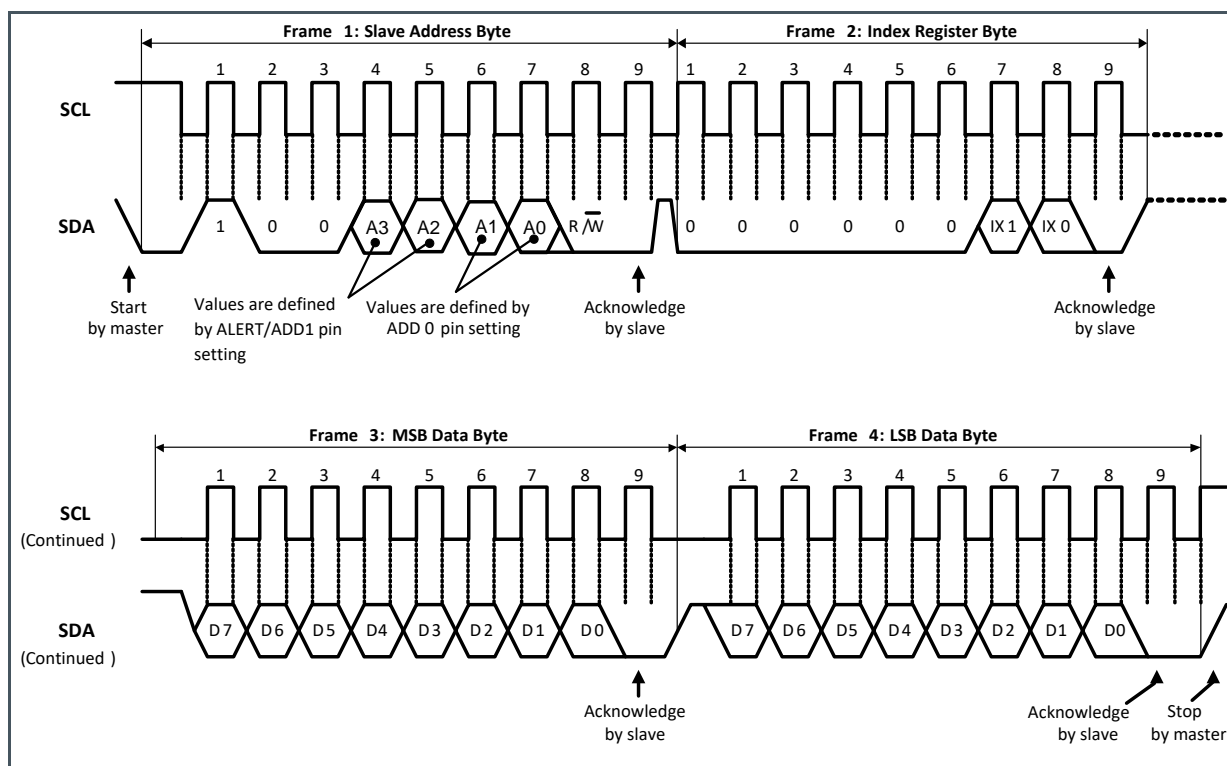 Frame 1: Slave Address Byte
Frame 2: Index Register Byte
1 2 3 4 5 6 7 8 9 1 2 3 4 5 6 7 8 9
SCL
SDA
1 0 0 A3 A2 A1 A0 R/W̅ 0 0 0 0 0 0 IX 1 IX 0
Start
by master
Values are defined
by ALERT/ADD1 pin
setting
Values are defined by
ADD 0 pin setting
Acknowledge
by slave
Acknowledge
by slave
Frame 3: MSB Data Byte
Frame 4: LSB Data Byte
1 2 3 4 5 6 7 8 9 1 2 3 4 5 6 7 8 9
SCL
(Continued )
SDA
(Continued )
D7 D6 D5 D4 D3 D2 D1 D0 D7 D6 D5 D4 D3 D2 D1 D0
Acknowledge
by slave
Acknowledge
by slave
Stop
by master